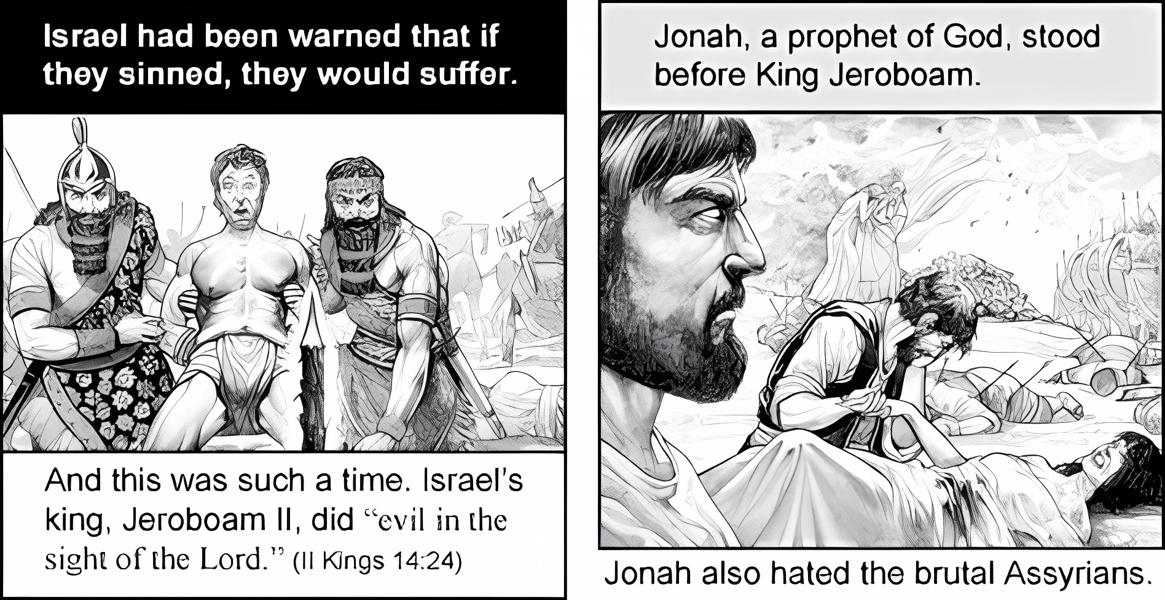 Israel had been warned that if
they sinned, they would suffer.
And this was such a time. Israel's
king, Jeroboam II, did “evil in the
sight of the Lord.” (II Kings 14:24)
Jonah, a prophet of God, stood
before King Jeroboam.
Jonah also hated the brutal Assyrians.